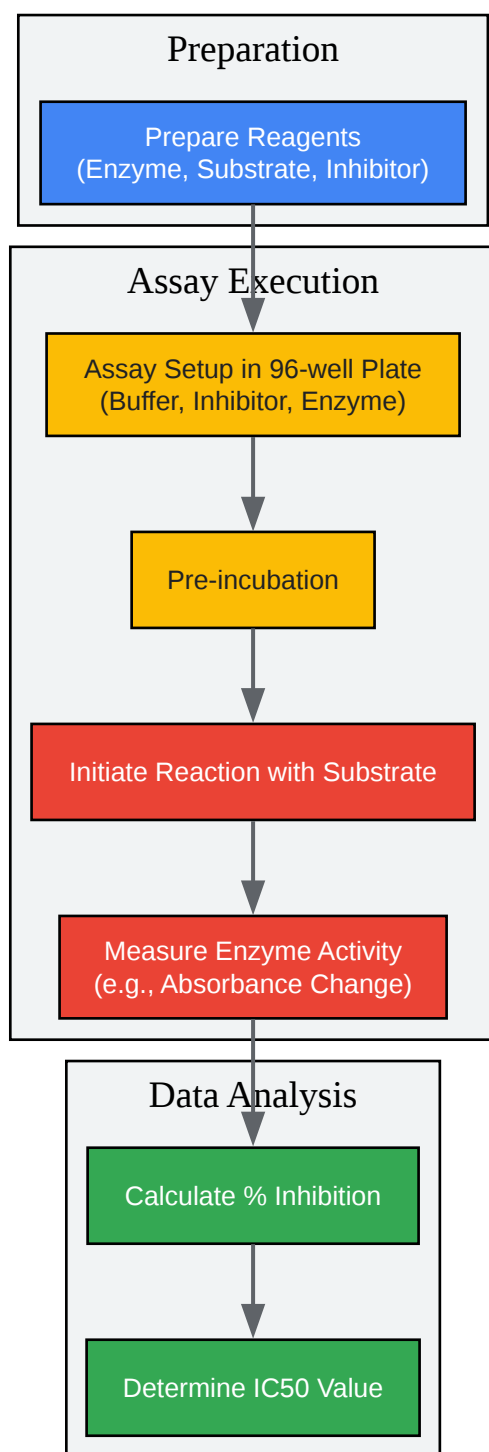 Preparation
Prepare Reagents
(Enzyme, Substrate, Inhibitor)
Assay Execution
Assay Setup in 96-well Plate
(Buffer, Inhibitor, Enzyme)
Pre-incubation
Initiate Reaction with Substrate
Measure Enzyme Activity
(e.g., Absorbance Change)
Data Analysis
Calculate % Inhibition
Determine IC50 Value